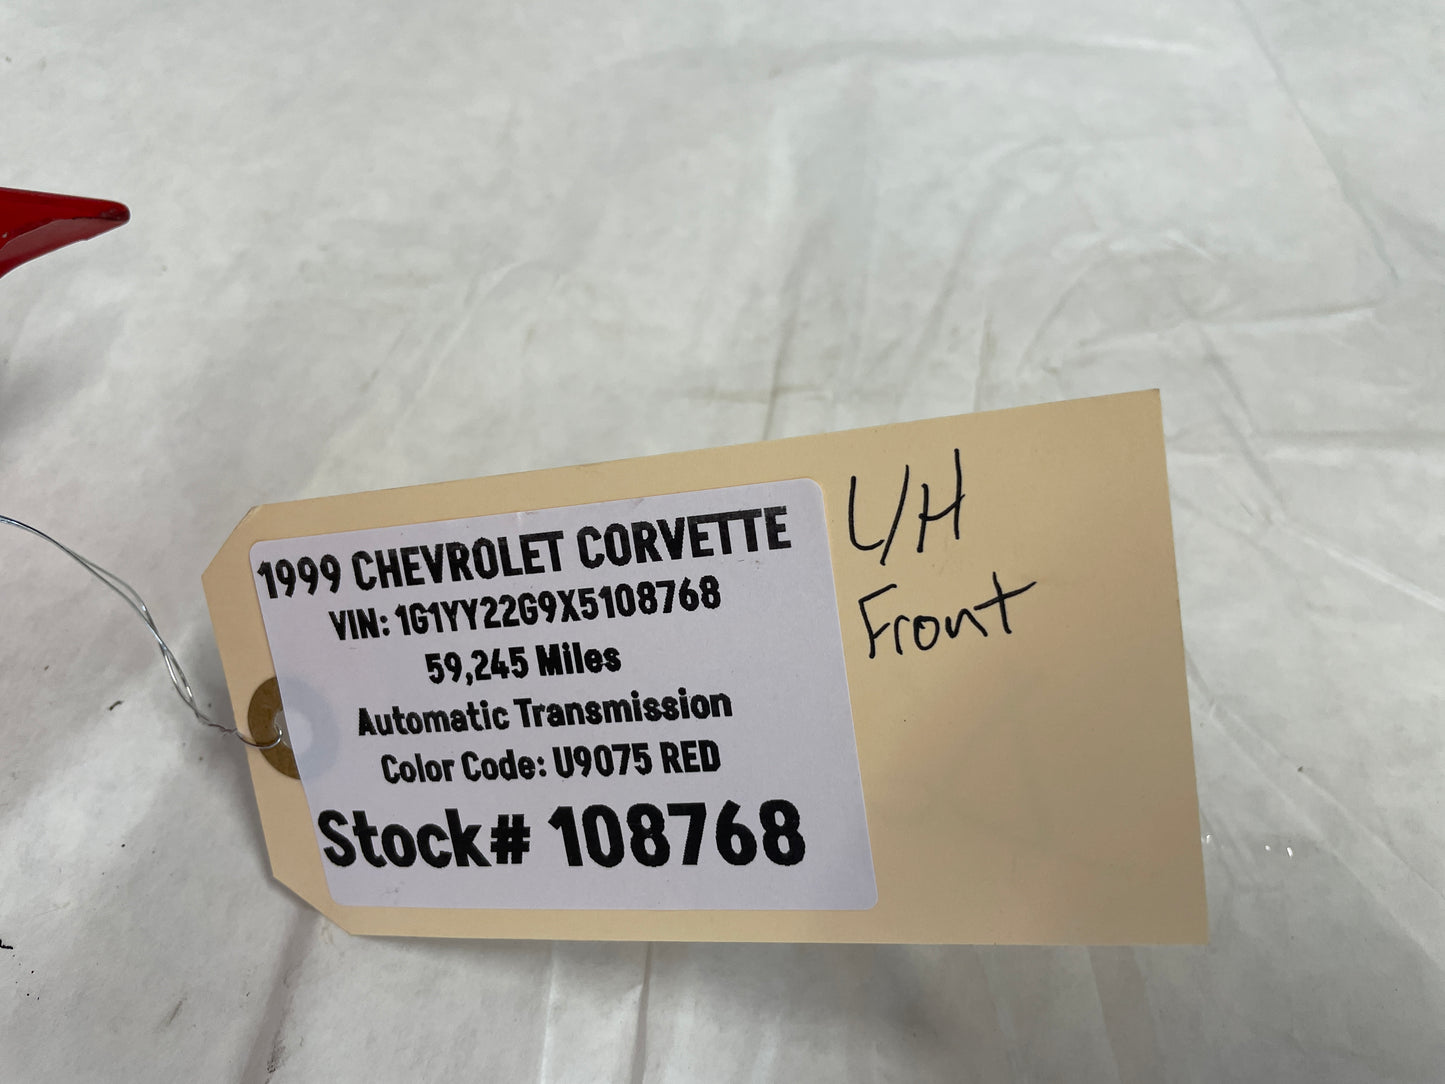 1999 CHEVROLET CORVETTE
VIN: 1G1YY22G9X5108768
59,245 Miles
Automatic Transmission
Color Code: U9075 RED
Stock# 108768
L/H
Front